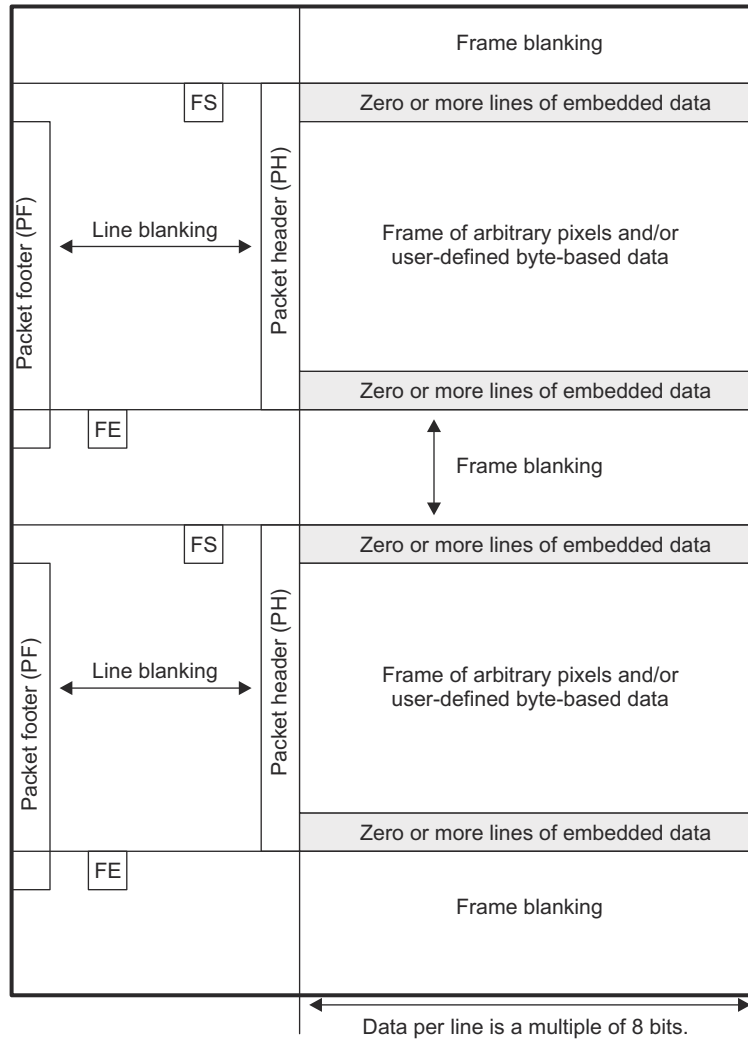 Frame blanking
FS
Zero or more lines of embedded data
Packet footer (PF)
Line blanking
Packet header (PH)
Frame of arbitrary pixels and/or
user-defined byte-based data
Zero or more lines of embedded data
FE
Frame blanking
FS
Zero or more lines of embedded data
Packet footer (PF)
Line blanking
Packet header (PH)
Frame of arbitrary pixels and/or
user-defined byte-based data
Zero or more lines of embedded data
FE
Frame blanking
Data per line is a multiple of 8 bits.